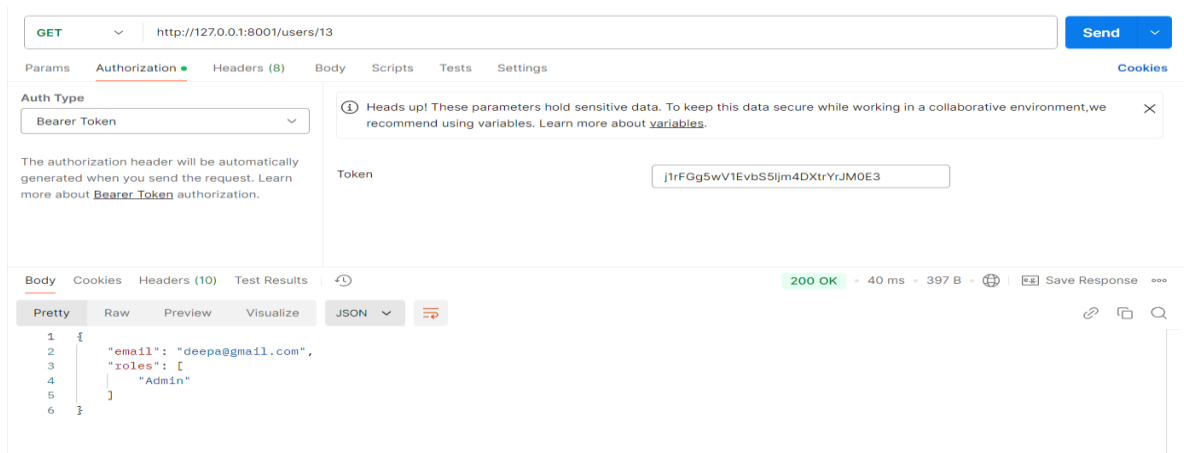 GET http://127.0.0.1:8001/users/13 Send
Params Authorization Headers (8) Body Scripts Tests Settings Cookies
Auth Type
Bearer Token
The authorization header will be automatically
generated when you send the request. Learn
more about Bearer Token authorization.
Heads up! These parameters hold sensitive data. To keep this data secure while working in a collaborative environment,we
recommend using variables. Learn more about variables.
Token j1rFGg5wV1EvbS5Ijm4DXtrYrJM0E3
Body Cookies Headers (10) Test Results 200 OK 40 ms 397 B e.g. Save Response
Pretty Raw Preview Visualize JSON
1 {
2 "email": "deepa@gmail.com",
3 "roles": [
4 "Admin"
5 ]
6 }